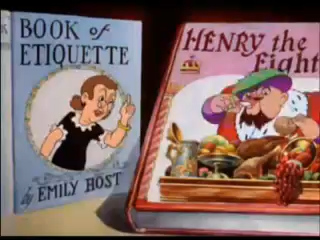 BOOK of
ETIQUETTE
by EMILY HOST
HENRY the
Eight